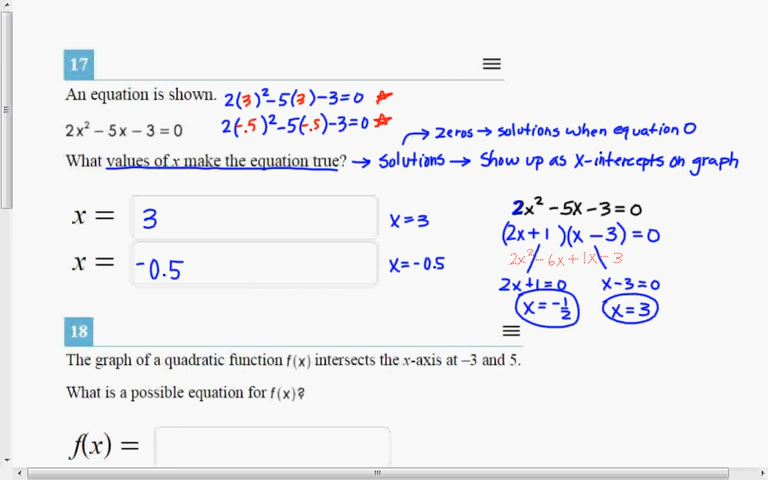 17
An equation is shown. 2(3)²-5(3)-3=0
2x² − 5x − 3 = 0 2(-.5)²-5(-.5)-3=0
→ Zeros → solutions when equation 0
What values of x make the equation true? → Solutions → Show up as X-intercepts on graph
x = 3 x=3
x = -0.5 x=-0.5
2x²-5x-3=0
(2x+1)(x-3)=0
2x²-6x+1x-3
2x+1=0 x-3=0
x=-1/2 x=3
18
The graph of a quadratic function f(x) intersects the x-axis at −3 and 5.
What is a possible equation for f(x)?
f(x) =